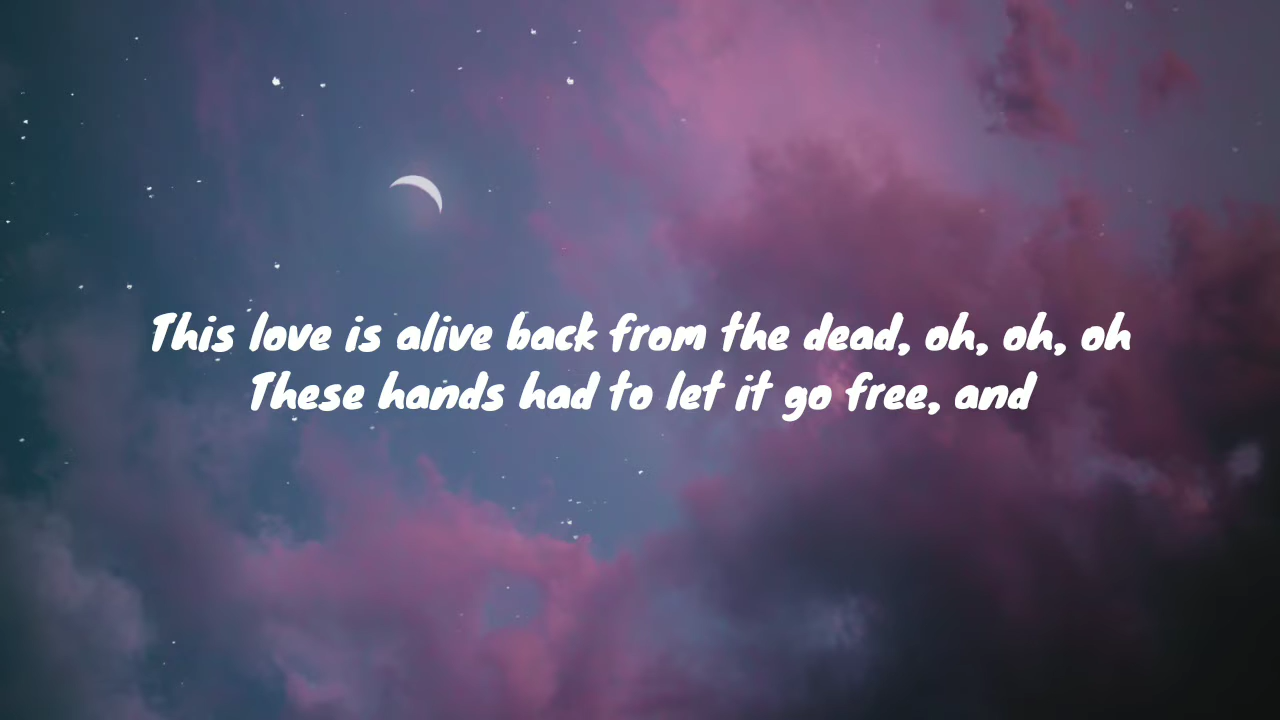 This love is alive back from the dead, oh, oh, oh
These hands had to let it go free, and